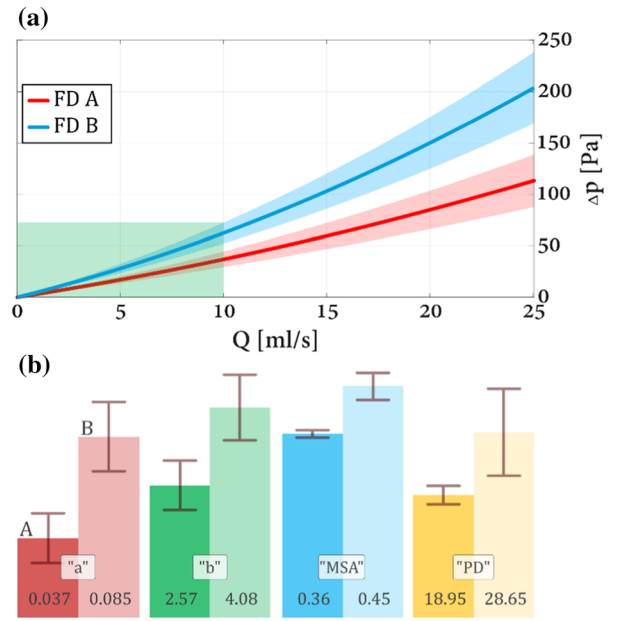 (a)
FD A
FD B
250
200
150
100
50
0
Δp [Pa]
0 5 10 15 20 25
Q [ml/s]
(b)
A B
"a" "b" "MSA" "PD"
0.037 0.085 2.57 4.08 0.36 0.45 18.95 28.65